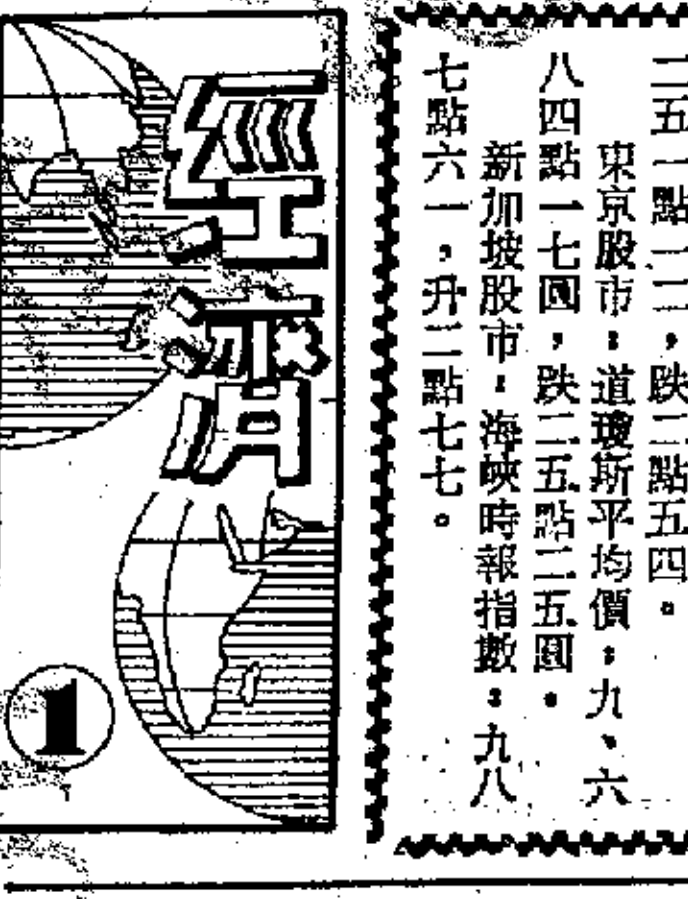 二五一點一二，跌二點五四。
東京股市：道瓊斯平均價：九、六
八四點一七圓，跌二五點二五圓。
新加坡股市：海峽時報指數：九八
七點六一，升二點七七。
經濟
1